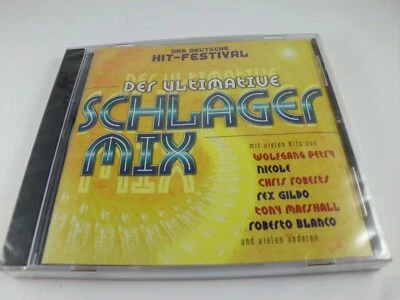 DAS DEUTSCHE
HIT-FESTIVAL
DER ULTIMATIVE
SCHLAGER
MIX
mit vielen Hits von
WOLFGANG PETRY
NICOLE
CHRIS ROBERTS
REX GILDO
TONY MARSHALL
ROBERTO BLANCO
und vielen anderen